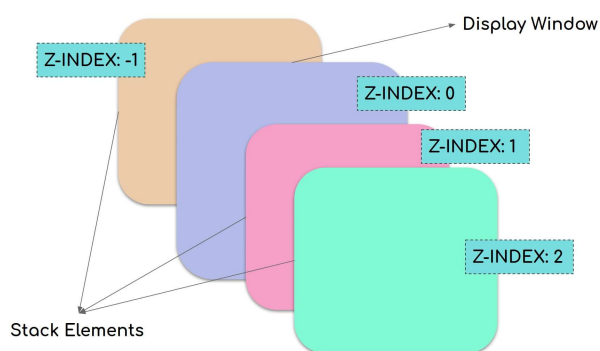 Display Window
Z-INDEX: -1
Z-INDEX: 0
Z-INDEX: 1
Z-INDEX: 2
Stack Elements